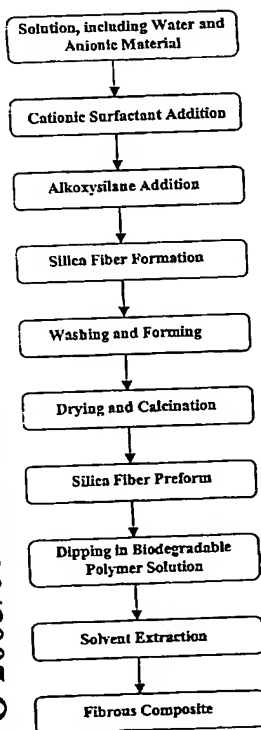 Solution, including Water and
Anionic Material
Cationic Surfactant Addition
Alkoxysilane Addition
Silica Fiber Formation
Washing and Forming
Drying and Calcination
Silica Fiber Preform
Dipping in Biodegradable
Polymer Solution
Solvent Extraction
Fibrous Composite